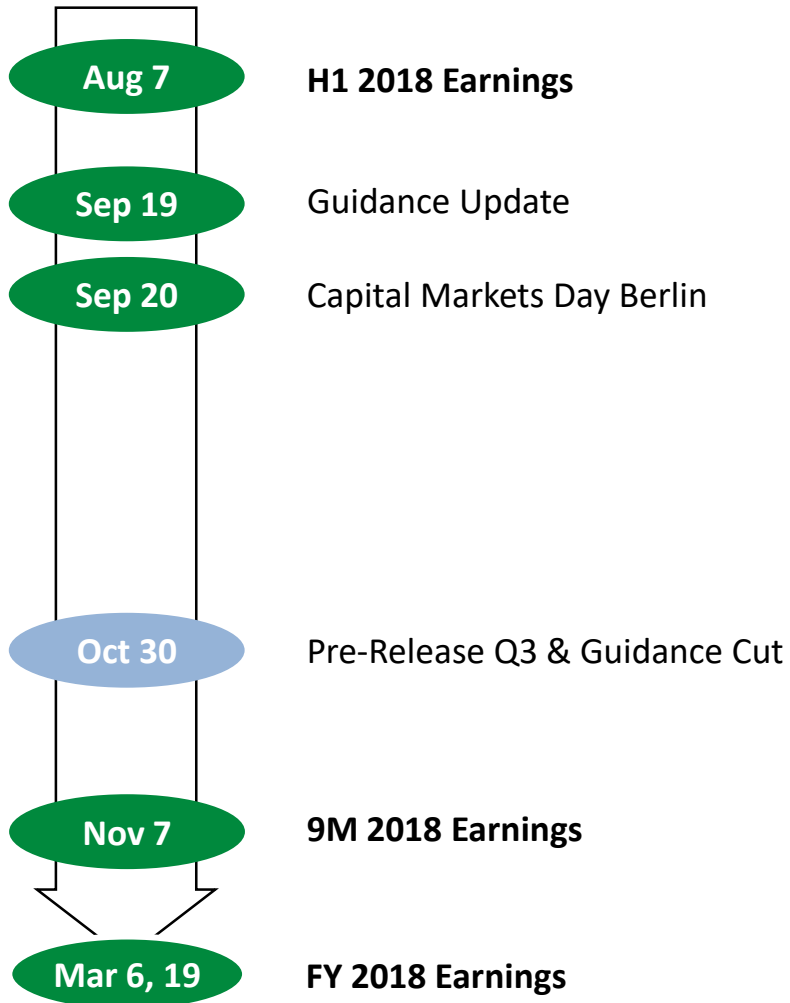 Aug 7 H1 2018 Earnings
Sep 19 Guidance Update
Sep 20 Capital Markets Day Berlin
Oct 30 Pre-Release Q3 & Guidance Cut
Nov 7 9M 2018 Earnings
Mar 6, 19 FY 2018 Earnings